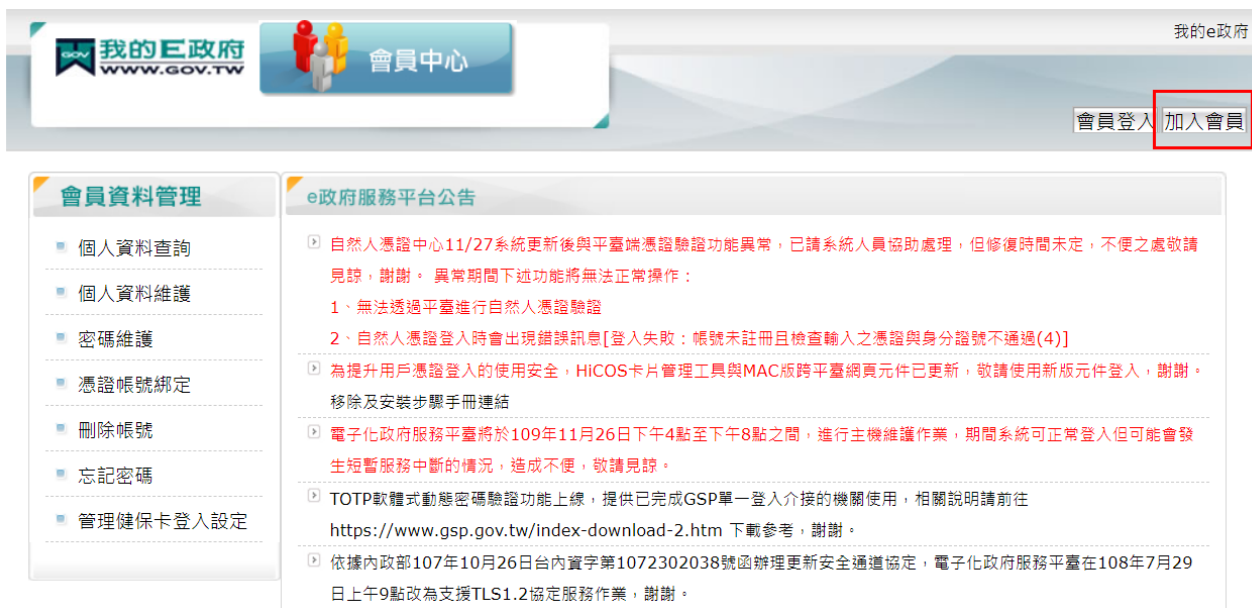 我的e政府
GOV 我的E政府
WWW.GOV.TW
會員中心
會員登入 加入會員
會員資料管理
個人資料查詢
個人資料維護
密碼維護
憑證帳號綁定
刪除帳號
忘記密碼
管理健保卡登入設定
e政府服務平台公告
自然人憑證中心11/27系統更新後與平臺端憑證驗證功能異常，已請系統人員協助處理，但修復時間未定，不便之處敬請
見諒，謝謝。 異常期間下述功能將無法正常操作：
1、無法透過平臺進行自然人憑證驗證
2、自然人憑證登入時會出現錯誤訊息[登入失敗：帳號未註冊且檢查輸入之憑證與身分證號不通過(4)]
為提升用戶憑證登入的使用安全，HiCOS卡片管理工具與MAC版跨平臺網頁元件已更新，敬請使用新版元件登入，謝謝。
移除及安裝步驟手冊連結
電子化政府服務平臺將於109年11月26日下午4點至下午8點之間，進行主機維護作業，期間系統可正常登入但可能會發
生短暫服務中斷的情況，造成不便，敬請見諒。
TOTP軟體式動態密碼驗證功能上線，提供已完成GSP單一登入介接的機關使用，相關說明請前往
https://www.gsp.gov.tw/index-download-2.htm 下載參考，謝謝。
依據內政部107年10月26日台內資字第1072302038號函辦理更新安全通道協定，電子化政府服務平臺在108年7月29
日上午9點改為支援TLS1.2協定服務作業，謝謝。